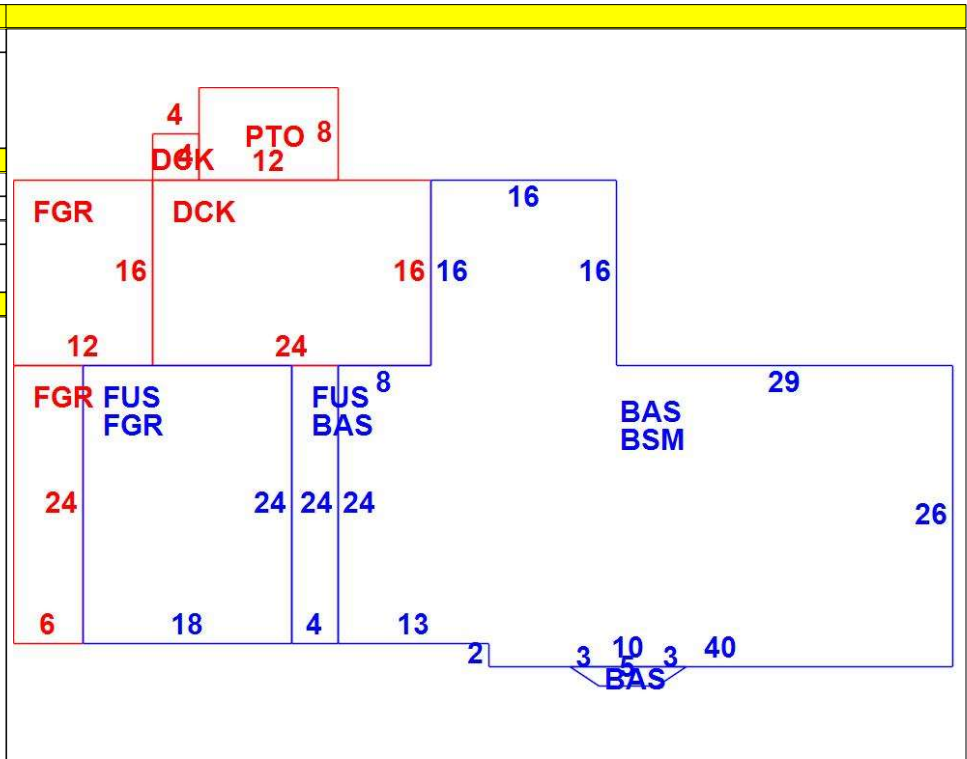 4
PTO 8
DCK 4 12
FGR DCK 16
16 16 16 16
12 24
8 29
FGR FUS FUS BAS
FGR BAS BSM
24 24 24 24 26
6 18 4 13
2 3 10 3 40
5
BAS